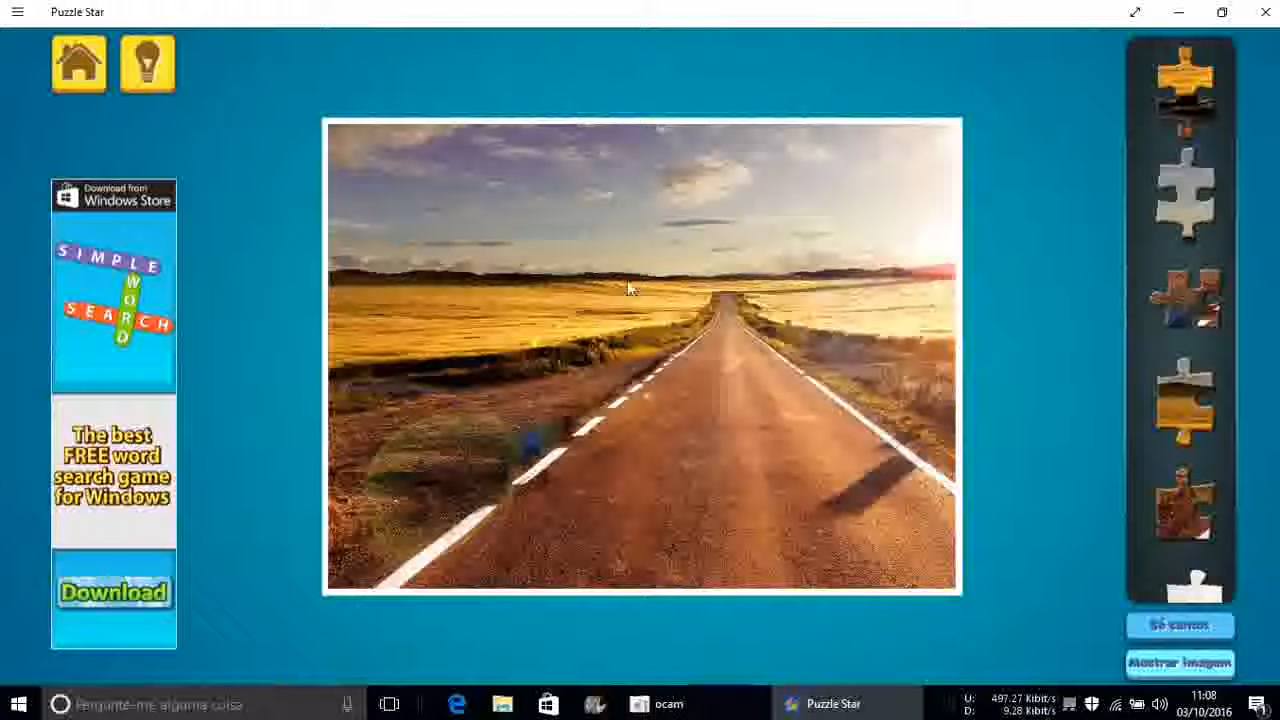 Puzzle Star
Download from
Windows Store
SIMPLE
WORD
SEARCH
The best
FREE word
search game
for Windows
Download
Só cantos
Mostrar imagem
Pergunte-me alguma coisa
ocam
Puzzle Star
U: 497.27 Kibit/s
D: 9.28 Kibit/s
11:08
03/10/2016